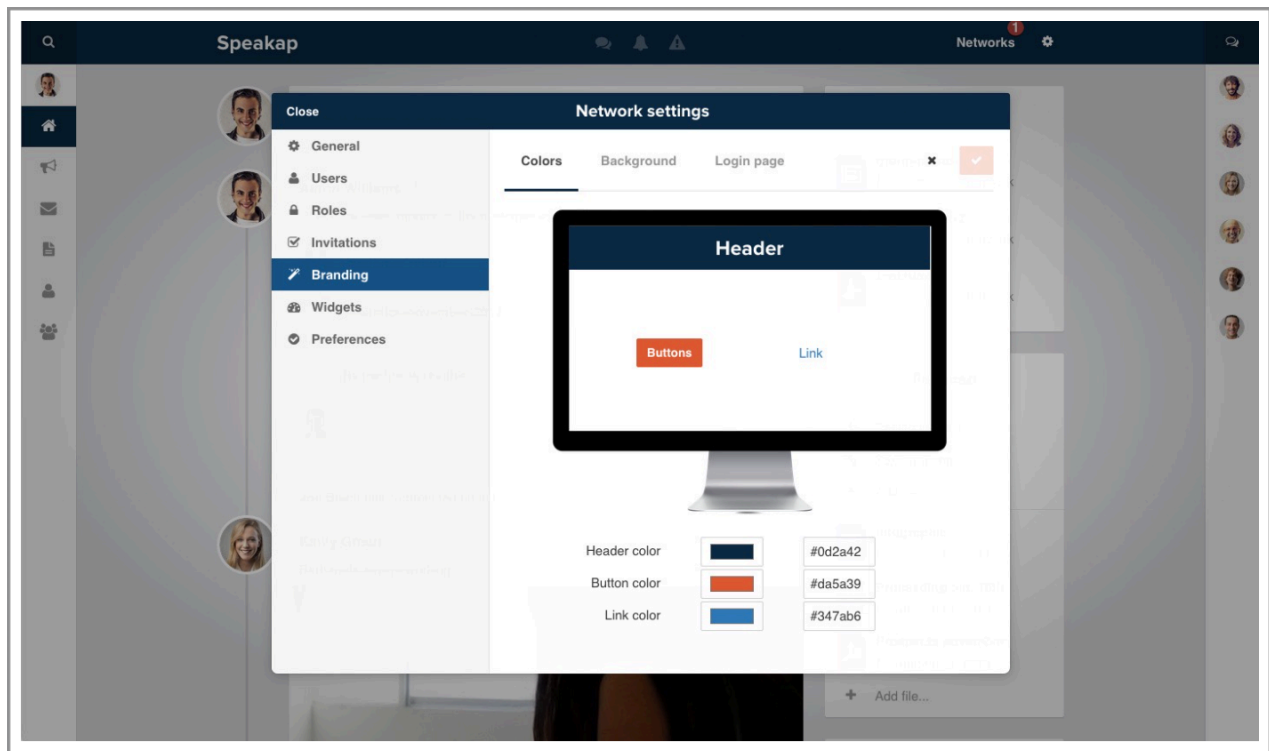 Speakap
1
Networks
Close
Network settings
General
Users
Roles
Invitations
Branding
Widgets
Preferences
Colors
Background
Login page
Header
Buttons
Link
Header color
#0d2a42
Button color
#da5a39
Link color
#347ab6
Add file...